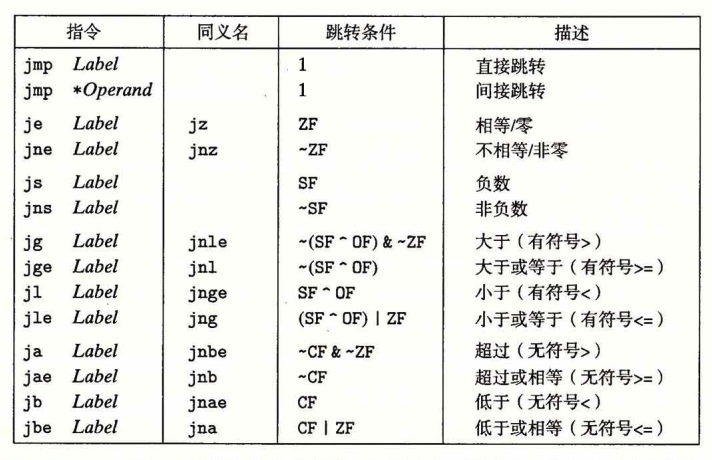 指令 同义名 跳转条件 描述
jmp Label 1 直接跳转
jmp *Operand 1 间接跳转
je Label jz ZF 相等/零
jne Label jnz ~ZF 不相等/非零
js Label SF 负数
jns Label ~SF 非负数
jg Label jnle ~(SF ^ OF) & ~ZF 大于（有符号>）
jge Label jnl ~(SF ^ OF) 大于或等于（有符号>=）
jl Label jnge SF ^ OF 小于（有符号<）
jle Label jng (SF ^ OF) | ZF 小于或等于（有符号<=）
ja Label jnbe ~CF & ~ZF 超过（无符号>）
jae Label jnb ~CF 超过或相等（无符号>=）
jb Label jnae CF 低于（无符号<）
jbe Label jna CF | ZF 低于或相等（无符号<=）